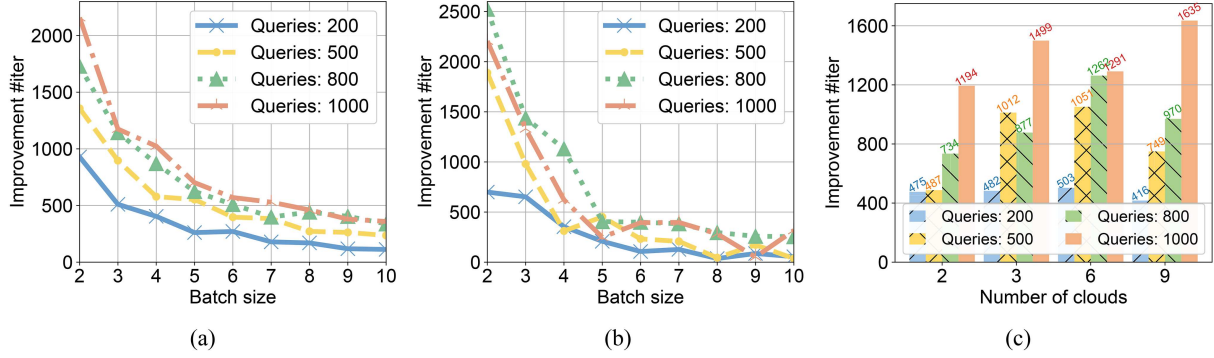 Improvement #iter
2000
1500
1000
500
0
Queries: 200
Queries: 500
Queries: 800
Queries: 1000
2 3 4 5 6 7 8 9 10
Batch size
(a)
Improvement #iter
2500
2000
1500
1000
500
0
Queries: 200
Queries: 500
Queries: 800
Queries: 1000
2 3 4 5 6 7 8 9 10
Batch size
(b)
Improvement #iter
1600
1200
800
400
0
475 487 734 1194
482 1012 877 1499
503 1051 1262 1291
416 749 970 1635
Queries: 200 Queries: 800
Queries: 500 Queries: 1000
2 3 6 9
Number of clouds
(c)